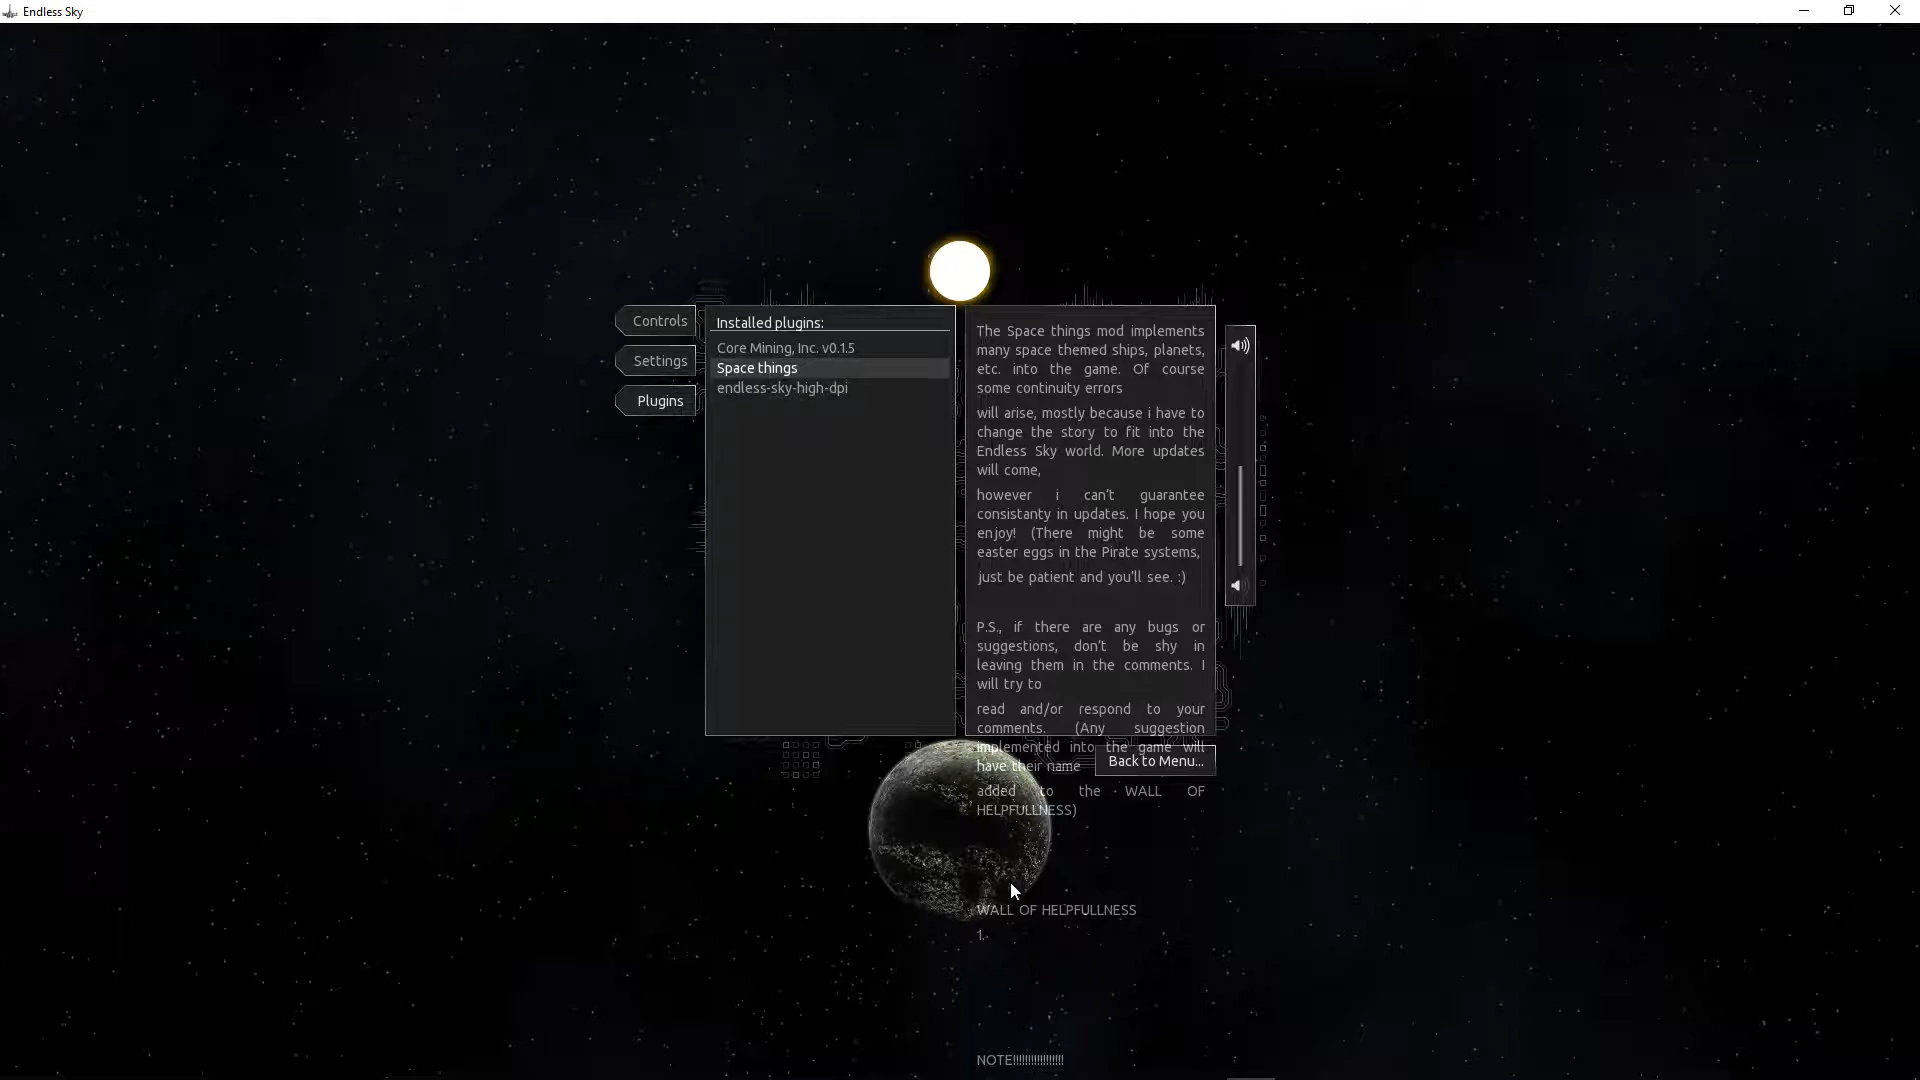 Endless Sky
Controls
Settings
Plugins
Installed plugins:
Core Mining, Inc. v0.1.5
Space things
endless-sky-high-dpi
The Space things mod implements
many space themed ships, planets,
etc. into the game. Of course
some continuity errors
will arise, mostly because i have to
change the story to fit into the
Endless Sky world. More updates
will come,
however i can't guarantee
consistanty in updates. I hope you
enjoy! (There might be some
easter eggs in the Pirate systems,
just be patient and you'll see. :)
P.S., if there are any bugs or
suggestions, don't be shy in
leaving them in the comments. I
will try to
read and/or respond to your
comments. (Any suggestion
implemented into the game will
have their name
added to the WALL OF
HELPFULLNESS)
Back to Menu...
WALL OF HELPFULLNESS
1.
NOTE!!!!!!!!!!!!!!!!!